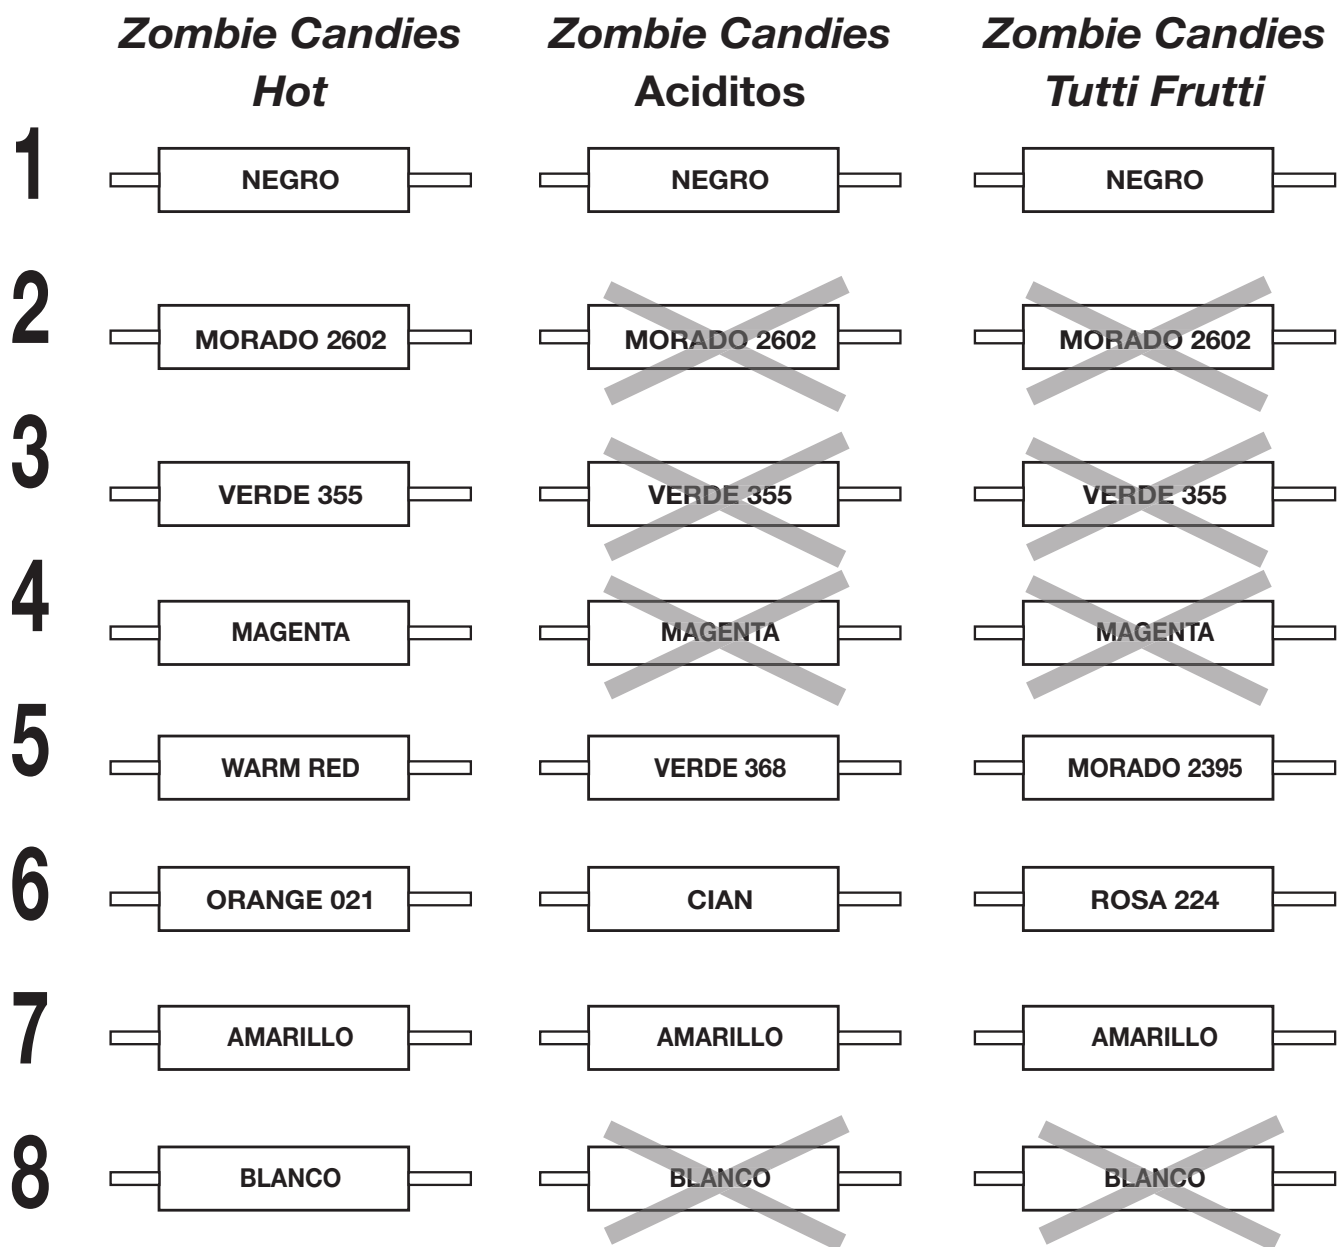 Zombie Candies Zombie Candies Zombie Candies
Hot Aciditos Tutti Frutti
1 NEGRO NEGRO NEGRO
2 MORADO 2602 MORADO 2602 MORADO 2602
3 VERDE 355 VERDE 355 VERDE 355
4 MAGENTA MAGENTA MAGENTA
5 WARM RED VERDE 368 MORADO 2395
6 ORANGE 021 CIAN ROSA 224
7 AMARILLO AMARILLO AMARILLO
8 BLANCO BLANCO BLANCO